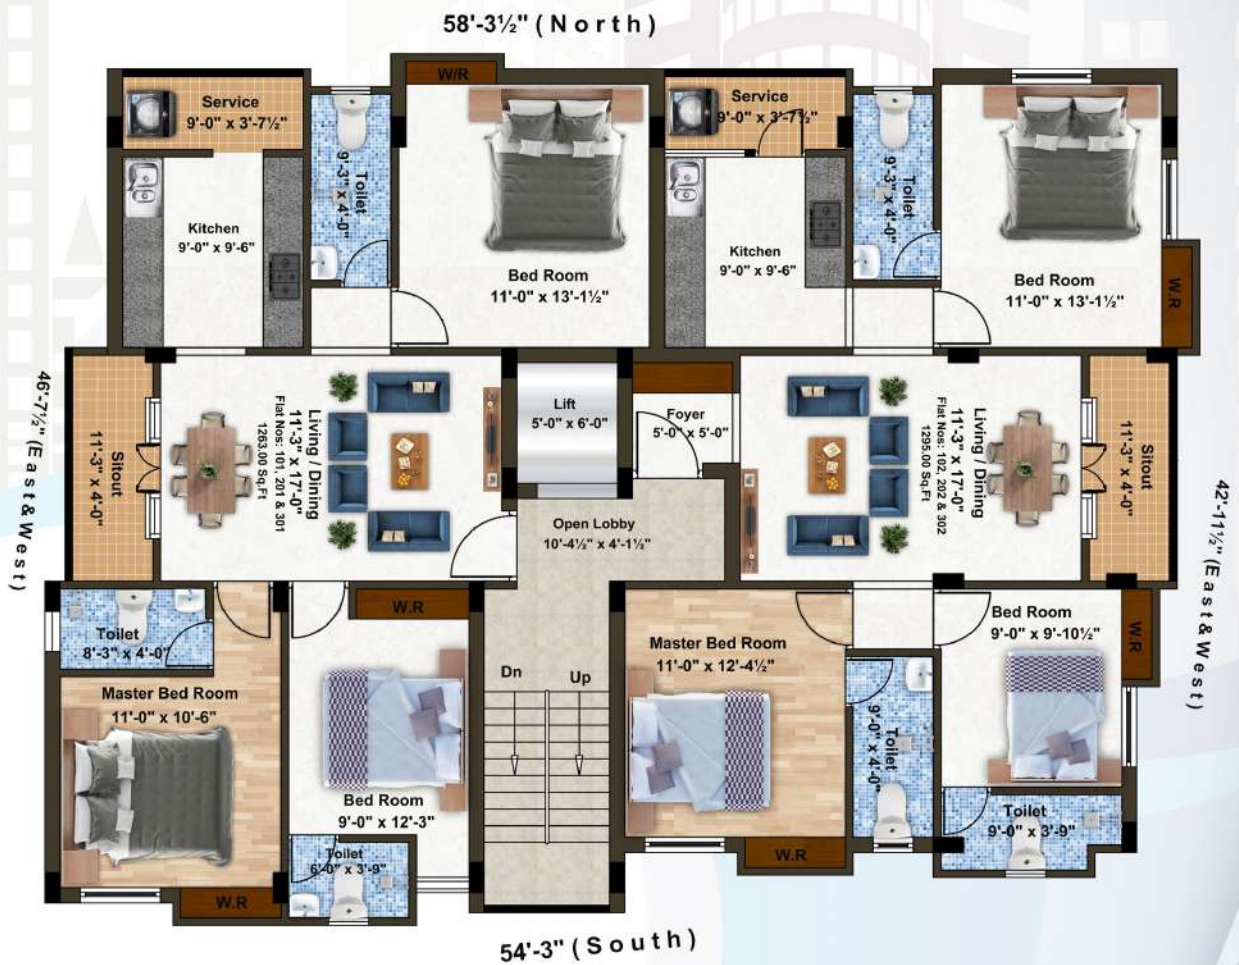 58'-3½" (North)
W/R
Service
9'-0" x 3'-7½"
Toilet
9'-3" x 4'-0"
Kitchen
9'-0" x 9'-6"
Bed Room
11'-0" x 13'-1½"
Service
9'-0" x 3'-7½"
Toilet
9'-3" x 4'-0"
Kitchen
9'-0" x 9'-6"
Bed Room
11'-0" x 13'-1½"
W.R
46'-7½" (East & West)
Sitout
11'-3" x 4'-0"
Living / Dining
11'-3" x 17'-0"
Flat Nos: 101, 201 & 301
1263.00 Sq.Ft
Lift
5'-0" x 6'-0"
Foyer
5'-0" x 5'-0"
Living / Dining
11'-3" x 17'-0"
Flat Nos: 102, 202 & 302
1295.00 Sq.Ft
Sitout
11'-3" x 4'-0"
42'-11½" (East & West)
Open Lobby
10'-4½" x 4'-1½"
Toilet
8'-3" x 4'-0"
W.R
Master Bed Room
11'-0" x 10'-6"
Bed Room
9'-0" x 12'-3"
Toilet
6'-0" x 3'-9"
W.R
Dn
Up
Master Bed Room
11'-0" x 12'-4½"
Bed Room
9'-0" x 9'-10½"
W.R
Toilet
9'-0" x 4'-0"
Toilet
9'-0" x 3'-9"
W.R
54'-3" (South)